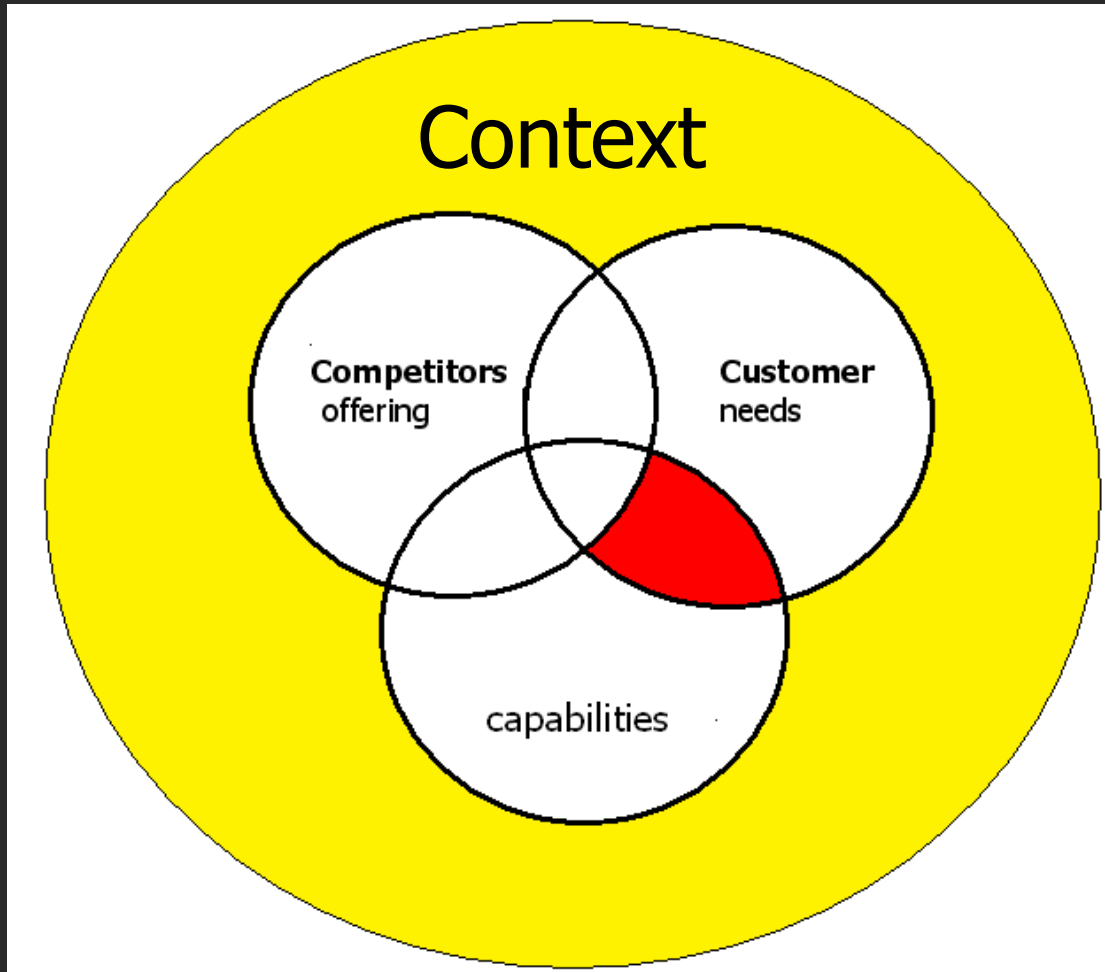 Context
Competitors
offering
Customer
needs
capabilities